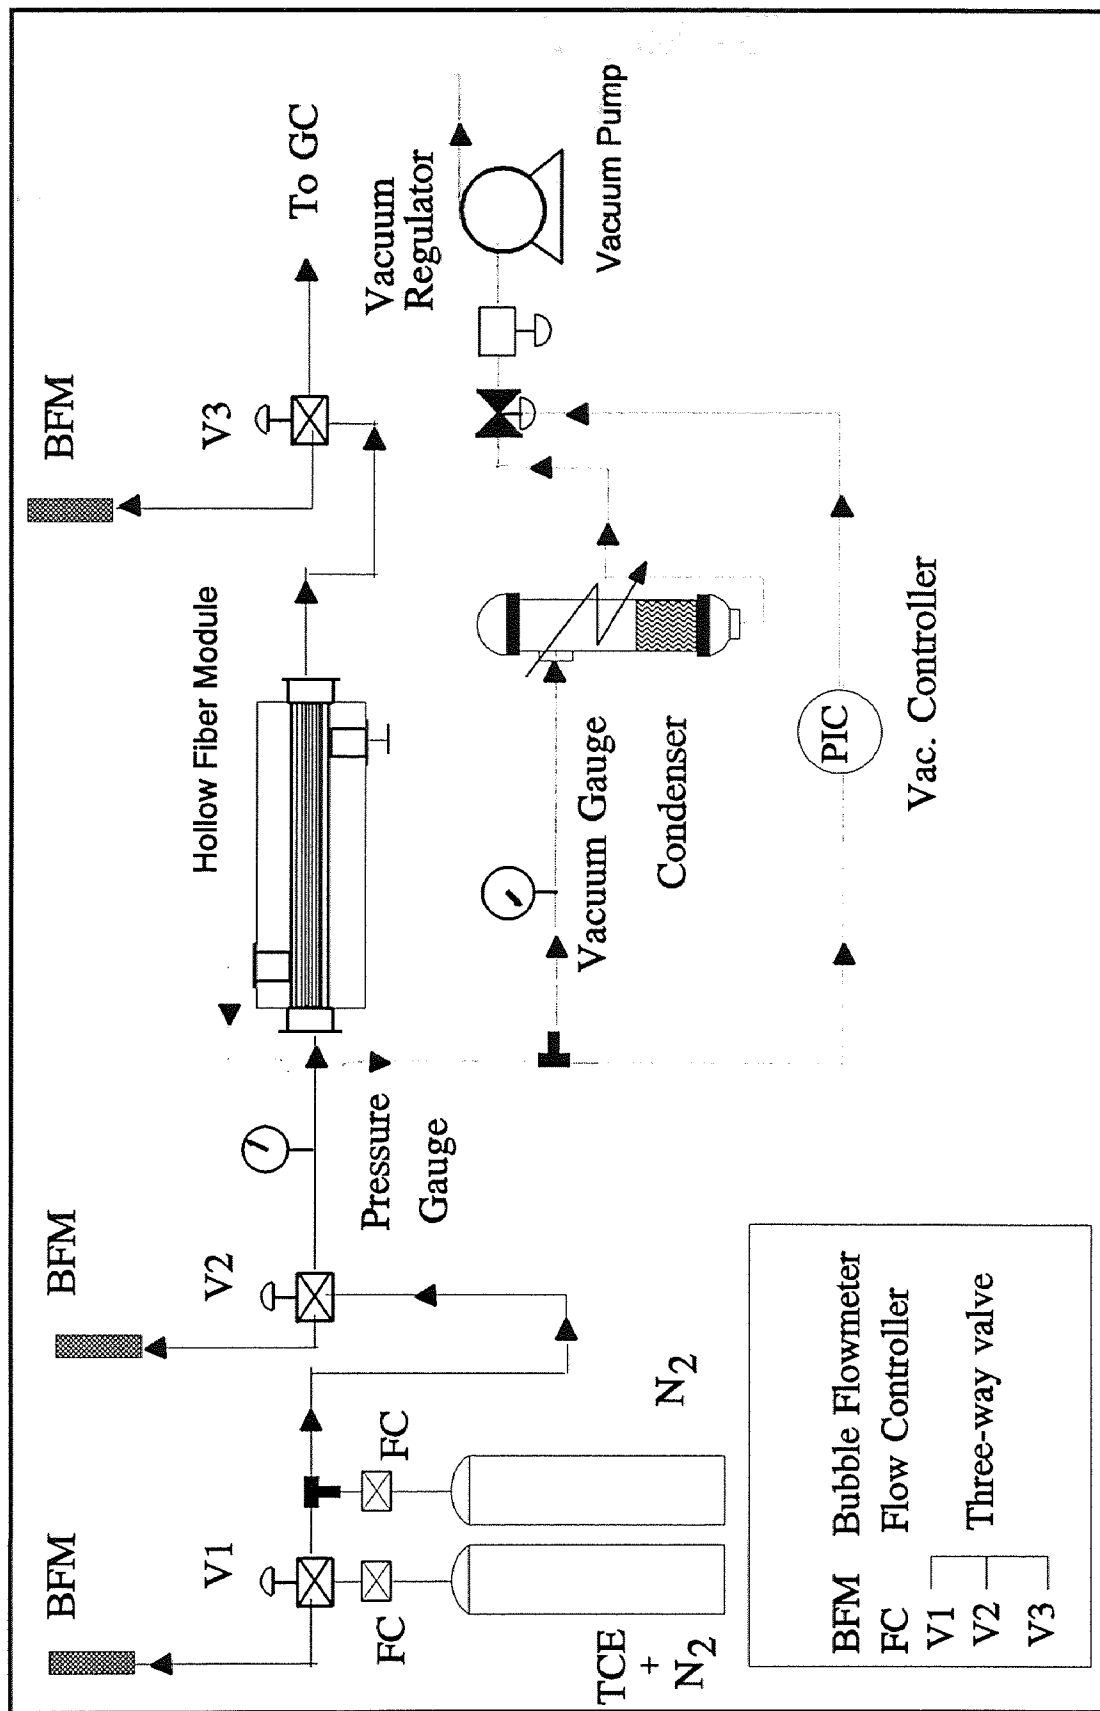 BFM
V1
FC
TCE
+
N2
FC
N2
BFM
V2
Pressure
Gauge
Hollow Fiber Module
BFM
V3
To GC
Vacuum
Regulator
Vacuum Pump
Vacuum Gauge
Condenser
PIC
Vac. Controller
BFM Bubble Flowmeter
FC Flow Controller
V1
V2 Three-way valve
V3